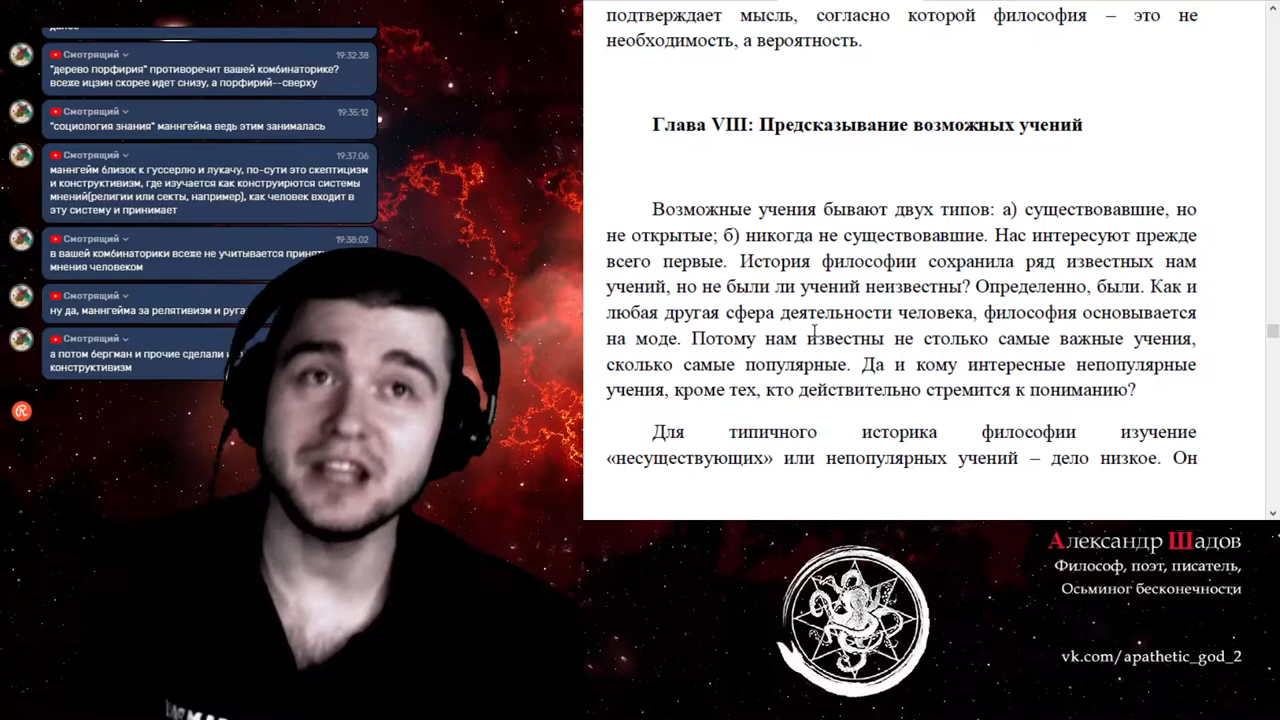 далее
Смотрящий 19:32:38
"дерево порфирия" противоречит вашей комбинаторике?
всеже ицзин скорее идет снизу, а порфирий--сверху
Смотрящий 19:35:12
"социология знания" маннгейма ведь этим занималась
Смотрящий 19:37:06
маннгейм близок к гуссерлю и лукачу, по-сути это скептицизм
и конструктивизм, где изучается как конструируются системы
мнений(религии или секты, например), как человек входит в
эту систему и принимает
Смотрящий 19:38:02
в вашей комбинаторики всеже не учитывается
мнения человеком
Смотрящий
ну да, маннгейма за релятивизм и
Смотрящий
а потом бергман и прочие сделали
конструктивизм
подтверждает мысль, согласно которой философия – это не
необходимость, а вероятность.
Глава VIII: Предсказывание возможных учений
Возможные учения бывают двух типов: а) существовавшие, но
не открытые; б) никогда не существовавшие. Нас интересуют прежде
всего первые. История философии сохранила ряд известных нам
учений, но не были ли учений неизвестны? Определенно, были. Как и
любая другая сфера деятельности человека, философия основывается
на моде. Потому нам известны не столько самые важные учения,
сколько самые популярные. Да и кому интересные непопулярные
учения, кроме тех, кто действительно стремится к пониманию?
Для типичного историка философии изучение
«несуществующих» или непопулярных учений – дело низкое. Он
Александр Шадов
Философ, поэт, писатель,
Осьминог бесконечности
vk.com/apathetic_god_2